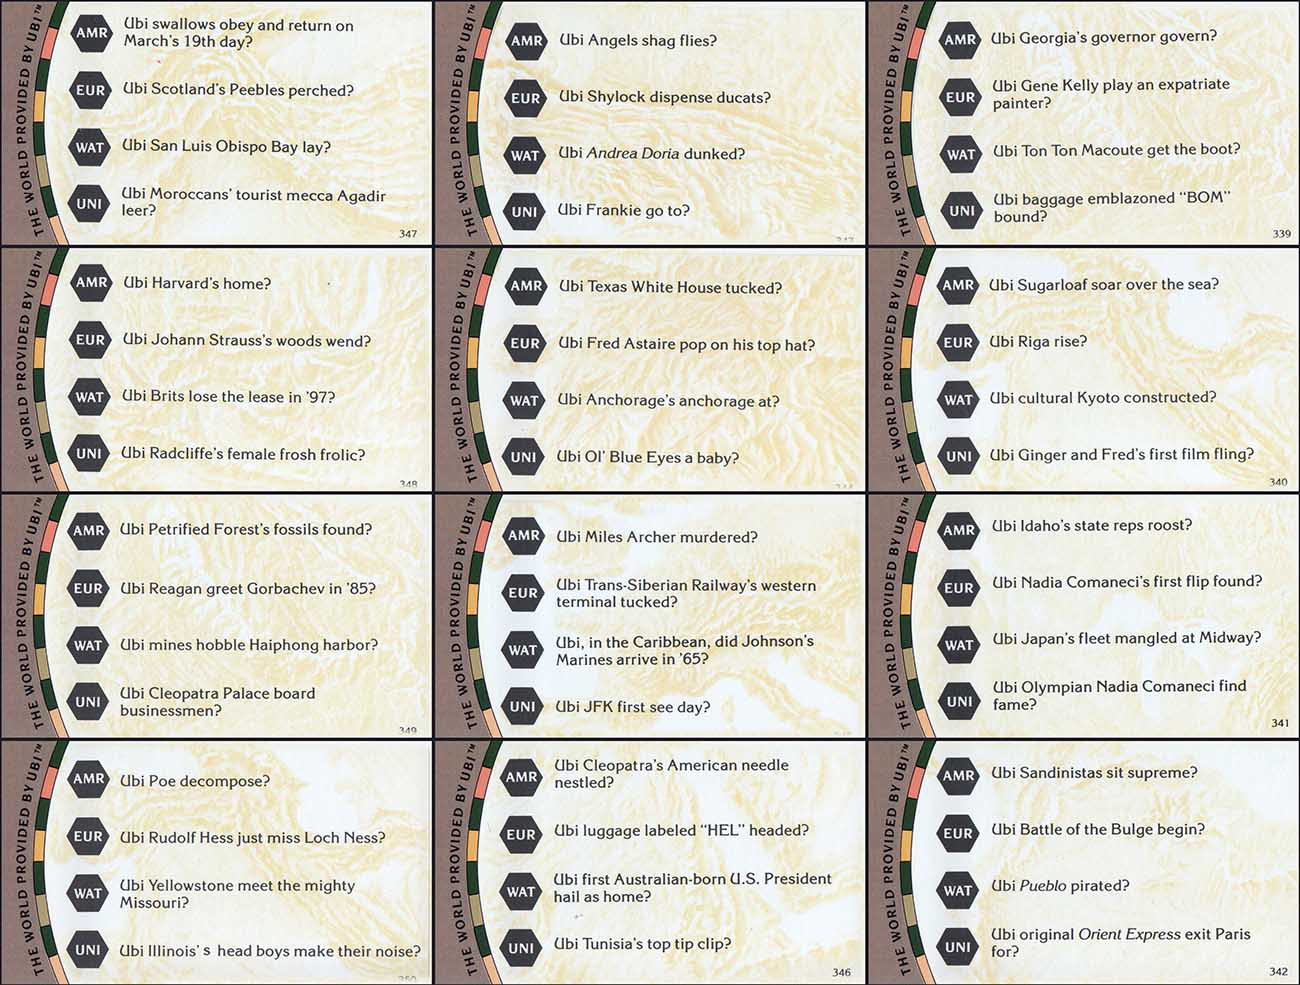 THE WORLD PROVIDED BY UBI™
AMR Ubi swallows obey and return on
March's 19th day?
EUR Ubi Scotland's Peebles perched?
WAT Ubi San Luis Obispo Bay lay?
UNI Ubi Moroccans' tourist mecca Agadir
leer?
347
THE WORLD PROVIDED BY UBI™
AMR Ubi Angels shag flies?
EUR Ubi Shylock dispense ducats?
WAT Ubi Andrea Doria dunked?
UNI Ubi Frankie go to?
THE WORLD PROVIDED BY UBI™
AMR Ubi Georgia's governor govern?
EUR Ubi Gene Kelly play an expatriate
painter?
WAT Ubi Ton Ton Macoute get the boot?
UNI Ubi baggage emblazoned "BOM"
bound?
339
THE WORLD PROVIDED BY UBI™
AMR Ubi Harvard's home?
EUR Ubi Johann Strauss's woods wend?
WAT Ubi Brits lose the lease in '97?
UNI Ubi Radcliffe's female frosh frolic?
348
THE WORLD PROVIDED BY UBI™
AMR Ubi Texas White House tucked?
EUR Ubi Fred Astaire pop on his top hat?
WAT Ubi Anchorage's anchorage at?
UNI Ubi Ol' Blue Eyes a baby?
THE WORLD PROVIDED BY UBI™
AMR Ubi Sugarloaf soar over the sea?
EUR Ubi Riga rise?
WAT Ubi cultural Kyoto constructed?
UNI Ubi Ginger and Fred's first film fling?
340
THE WORLD PROVIDED BY UBI™
AMR Ubi Petrified Forest's fossils found?
EUR Ubi Reagan greet Gorbachev in '85?
WAT Ubi mines hobble Haiphong harbor?
UNI Ubi Cleopatra Palace board
businessmen?
349
THE WORLD PROVIDED BY UBI™
AMR Ubi Miles Archer murdered?
EUR Ubi Trans-Siberian Railway's western
terminal tucked?
WAT Ubi, in the Caribbean, did Johnson's
Marines arrive in '65?
UNI Ubi JFK first see day?
THE WORLD PROVIDED BY UBI™
AMR Ubi Idaho's state reps roost?
EUR Ubi Nadia Comaneci's first flip found?
WAT Ubi Japan's fleet mangled at Midway?
UNI Ubi Olympian Nadia Comaneci find
fame?
341
THE WORLD PROVIDED BY UBI™
AMR Ubi Poe decompose?
EUR Ubi Rudolf Hess just miss Loch Ness?
WAT Ubi Yellowstone meet the mighty
Missouri?
UNI Ubi Illinois's head boys make their noise?
THE WORLD PROVIDED BY UBI™
AMR Ubi Cleopatra's American needle
nestled?
EUR Ubi luggage labeled "HEL" headed?
WAT Ubi first Australian-born U.S. President
hail as home?
UNI Ubi Tunisia's top tip clip?
346
THE WORLD PROVIDED BY UBI™
AMR Ubi Sandinistas sit supreme?
EUR Ubi Battle of the Bulge begin?
WAT Ubi Pueblo pirated?
UNI Ubi original Orient Express exit Paris
for?
342